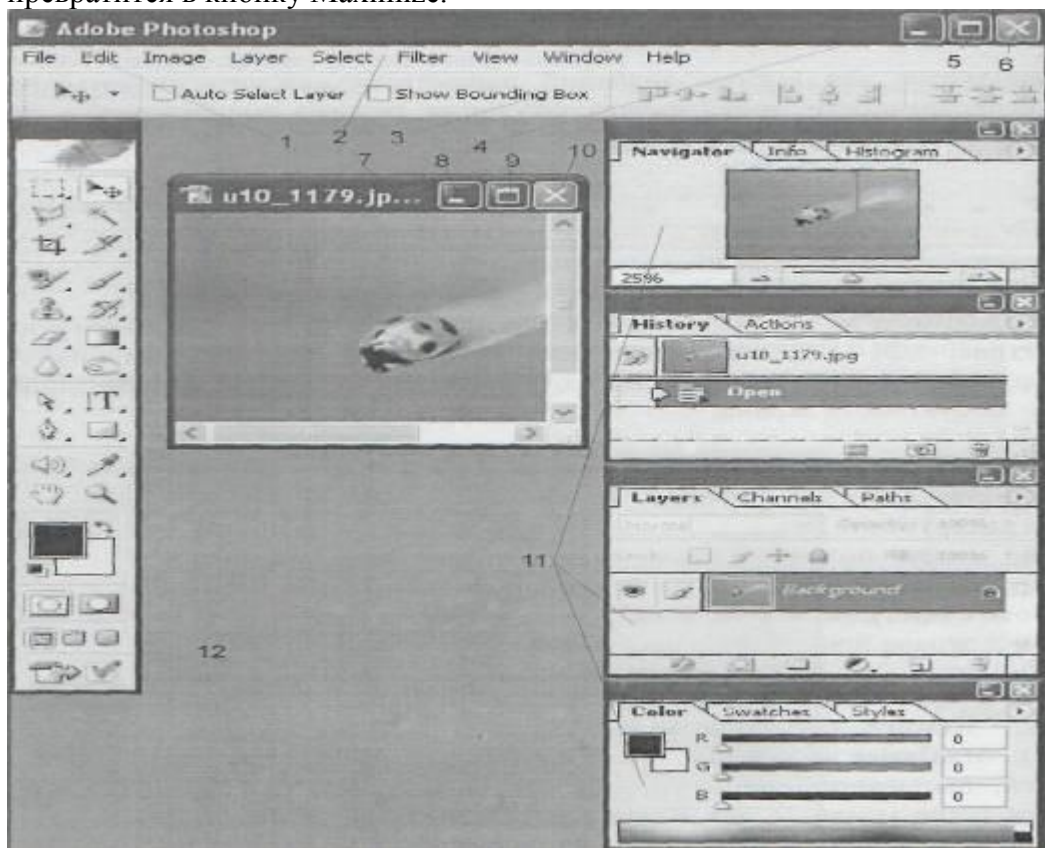 превратится в кнопку Maximize.
Adobe Photoshop
File Edit Image Layer Select Filter View Window Help
5 6
Auto Select Layer Show Bounding Box
1 2 3 4
7 8 9 10
Navigator Info Histogram
u10_1179.jp...
25%
History Actions
u10_1179.jpg
Open
Layers Channels Paths
Normal
11
Background
12
Color Swatches Styles
R 0
G 0
B 0